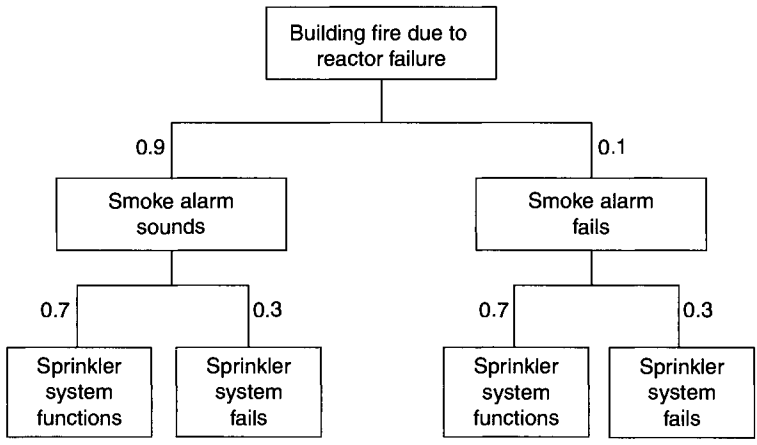 Building fire due to
reactor failure
0.9
0.1
Smoke alarm
sounds
Smoke alarm
fails
0.7
0.3
0.7
0.3
Sprinkler
system
functions
Sprinkler
system
fails
Sprinkler
system
functions
Sprinkler
system
fails